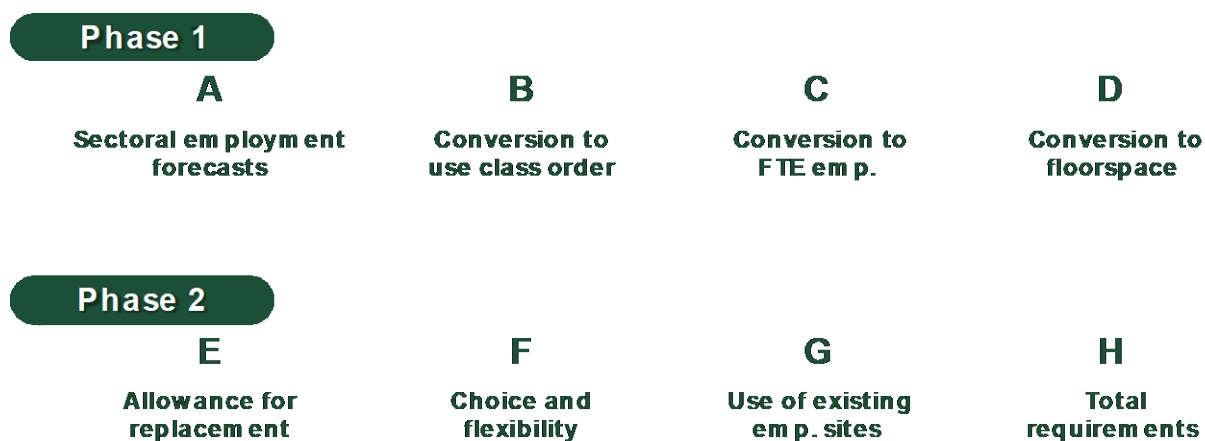 Phase 1
A B C D
Sectoral employment Conversion to Conversion to Conversion to
forecasts use class order FTE emp. floorspace
Phase 2
E F G H
Allowance for Choice and Use of existing Total
replacement flexibility emp. sites requirements